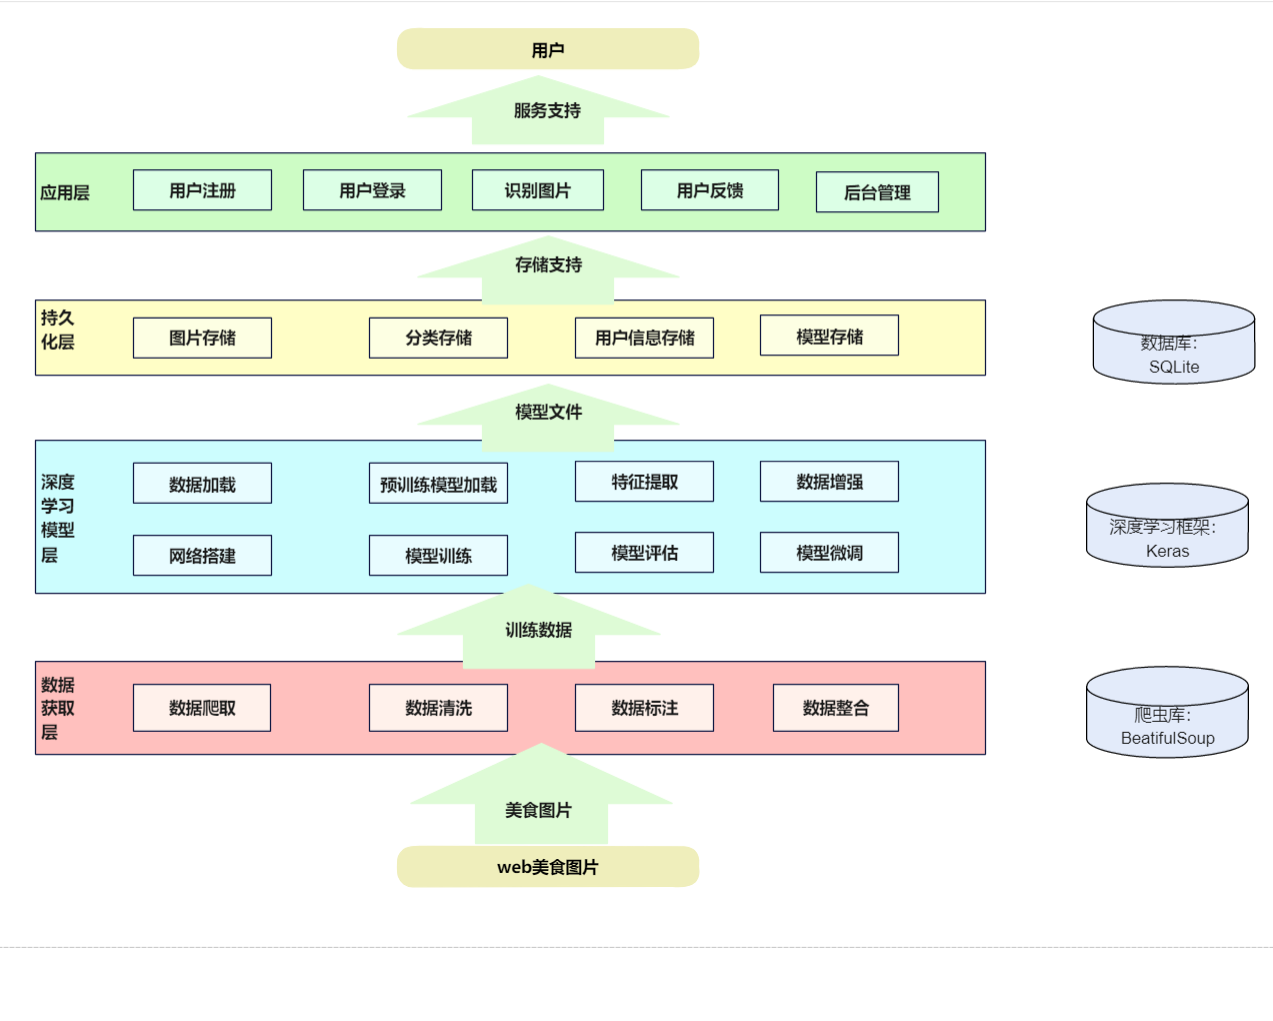 用户
服务支持
应用层
用户注册
用户登录
识别图片
用户反馈
后台管理
存储支持
持久
化层
图片存储
分类存储
用户信息存储
模型存储
数据库:
SQLite
模型文件
深度
学习
模型
层
数据加载
预训练模型加载
特征提取
数据增强
网络搭建
模型训练
模型评估
模型微调
深度学习框架:
Keras
训练数据
数据
获取
层
数据爬取
数据清洗
数据标注
数据整合
爬虫库:
BeatifulSoup
美食图片
web美食图片